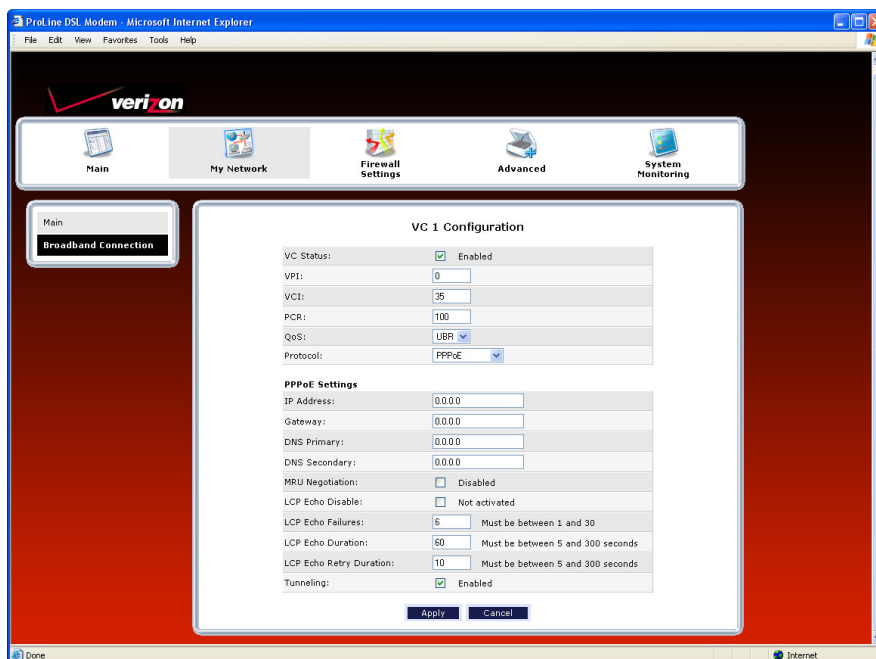 ProLine DSL Modem - Microsoft Internet Explorer
File Edit View Favorites Tools Help
verizon
Main
My Network
Firewall
Settings
Advanced
System
Monitoring
Main
Broadband Connection
VC 1 Configuration
VC Status: Enabled
VPI: 0
VCI: 35
PCR: 100
QoS: UBR
Protocol: PPPoE
PPPoE Settings
IP Address: 0.0.0.0
Gateway: 0.0.0.0
DNS Primary: 0.0.0.0
DNS Secondary: 0.0.0.0
MRU Negotiation: Disabled
LCP Echo Disable: Not activated
LCP Echo Failures: 6 Must be between 1 and 30
LCP Echo Duration: 60 Must be between 5 and 300 seconds
LCP Echo Retry Duration: 10 Must be between 5 and 300 seconds
Tunneling: Enabled
Apply Cancel
Done Internet